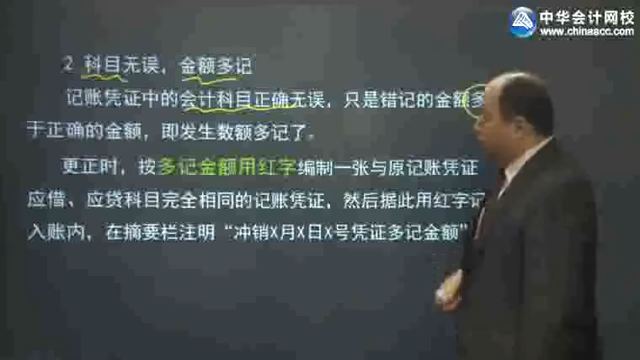 中华会计网校
www.chinaacc.com
2 科目无误，金额多记
记账凭证中的会计科目正确无误，只是错记的金额多
于正确的金额，即发生数额多记了。
更正时，按多记金额用红字编制一张与原记账凭证
应借、应贷科目完全相同的记账凭证，然后据此用红字记
入账内，在摘要栏注明“冲销X月X日X号凭证多记金额”